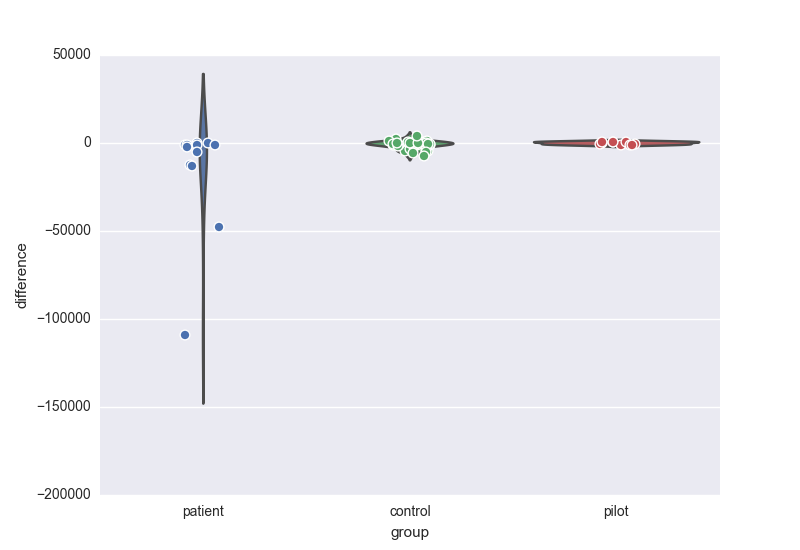 50000
0
−50000
−100000
−150000
−200000
difference
patient
control
pilot
group